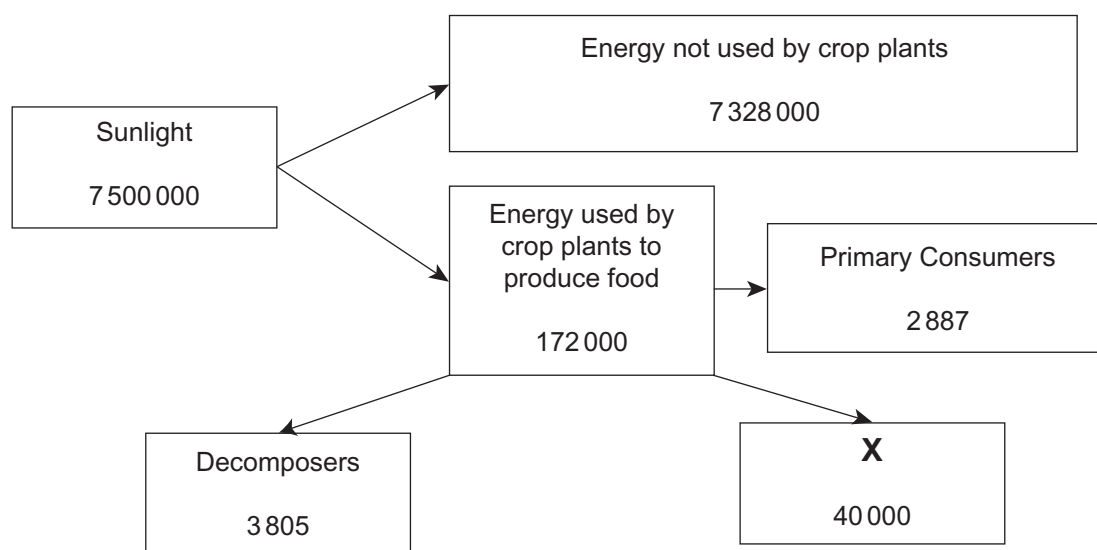 Energy not used by crop plants
7 328 000
Sunlight
7 500 000
Energy used by
crop plants to
produce food
172 000
Primary Consumers
2 887
Decomposers
3 805
X
40 000